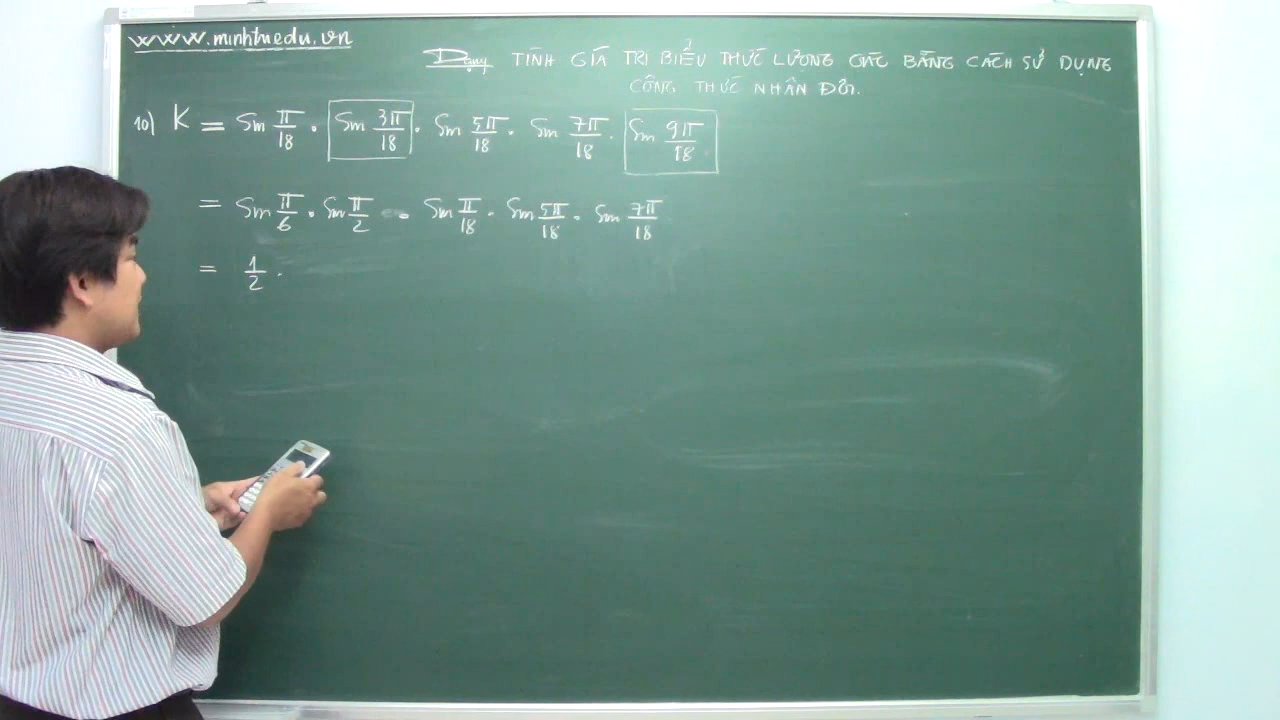 www.minhtuedu.vn
Dạng TÍNH GIÁ TRỊ BIỂU THỨC LƯỢNG GIÁC BẰNG CÁCH SỬ DỤNG
CÔNG THỨC NHÂN ĐÔI.
10) K = Sin π/18 . Sin 3π/18 . Sin 5π/18 . Sin 7π/18 . Sin 9π/18
= Sin π/6 . Sin π/2 . Sin π/18 . Sin 5π/18 . Sin 7π/18
= 1/2 .